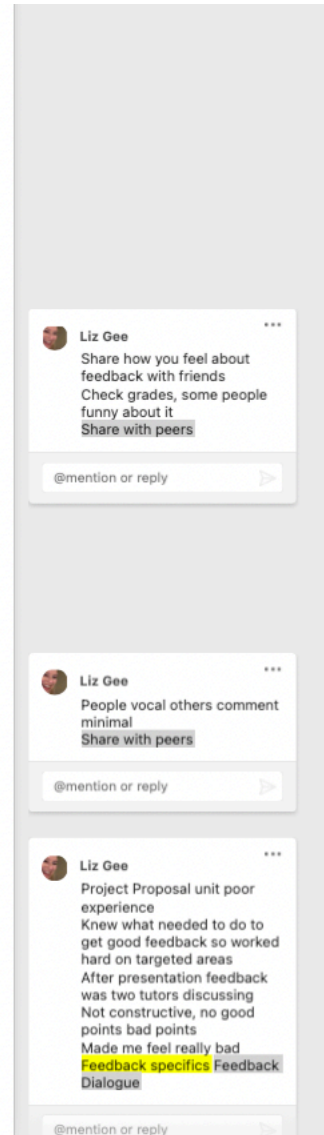 Liz Gee
Share how you feel about
feedback with friends
Check grades, some people
funny about it
Share with peers
@mention or reply
Liz Gee
People vocal others comment
minimal
Share with peers
@mention or reply
Liz Gee
Project Proposal unit poor
experience
Knew what needed to do to
get good feedback so worked
hard on targeted areas
After presentation feedback
was two tutors discussing
Not constructive, no good
points bad points
Made me feel really bad
Feedback specifics Feedback
Dialogue
@mention or reply